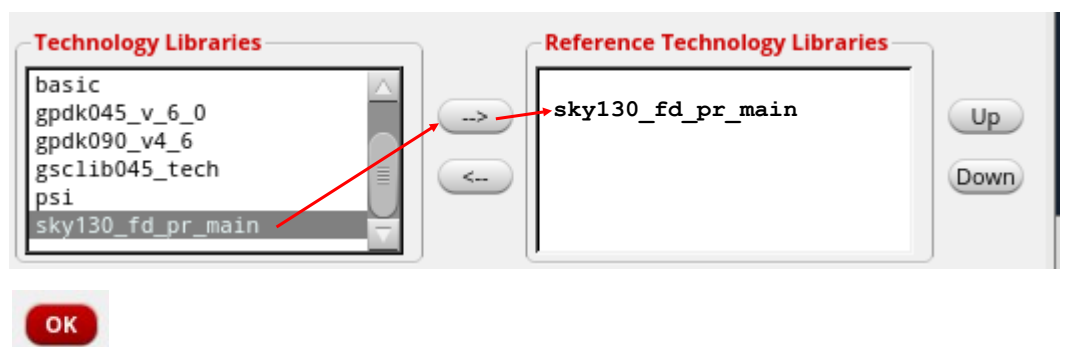 Technology Libraries
basic
gpdk045_v_6_0
gpdk090_v4_6
gsclib045_tech
psi
sky130_fd_pr_main
-->
<--
Reference Technology Libraries
sky130_fd_pr_main
Up
Down
OK